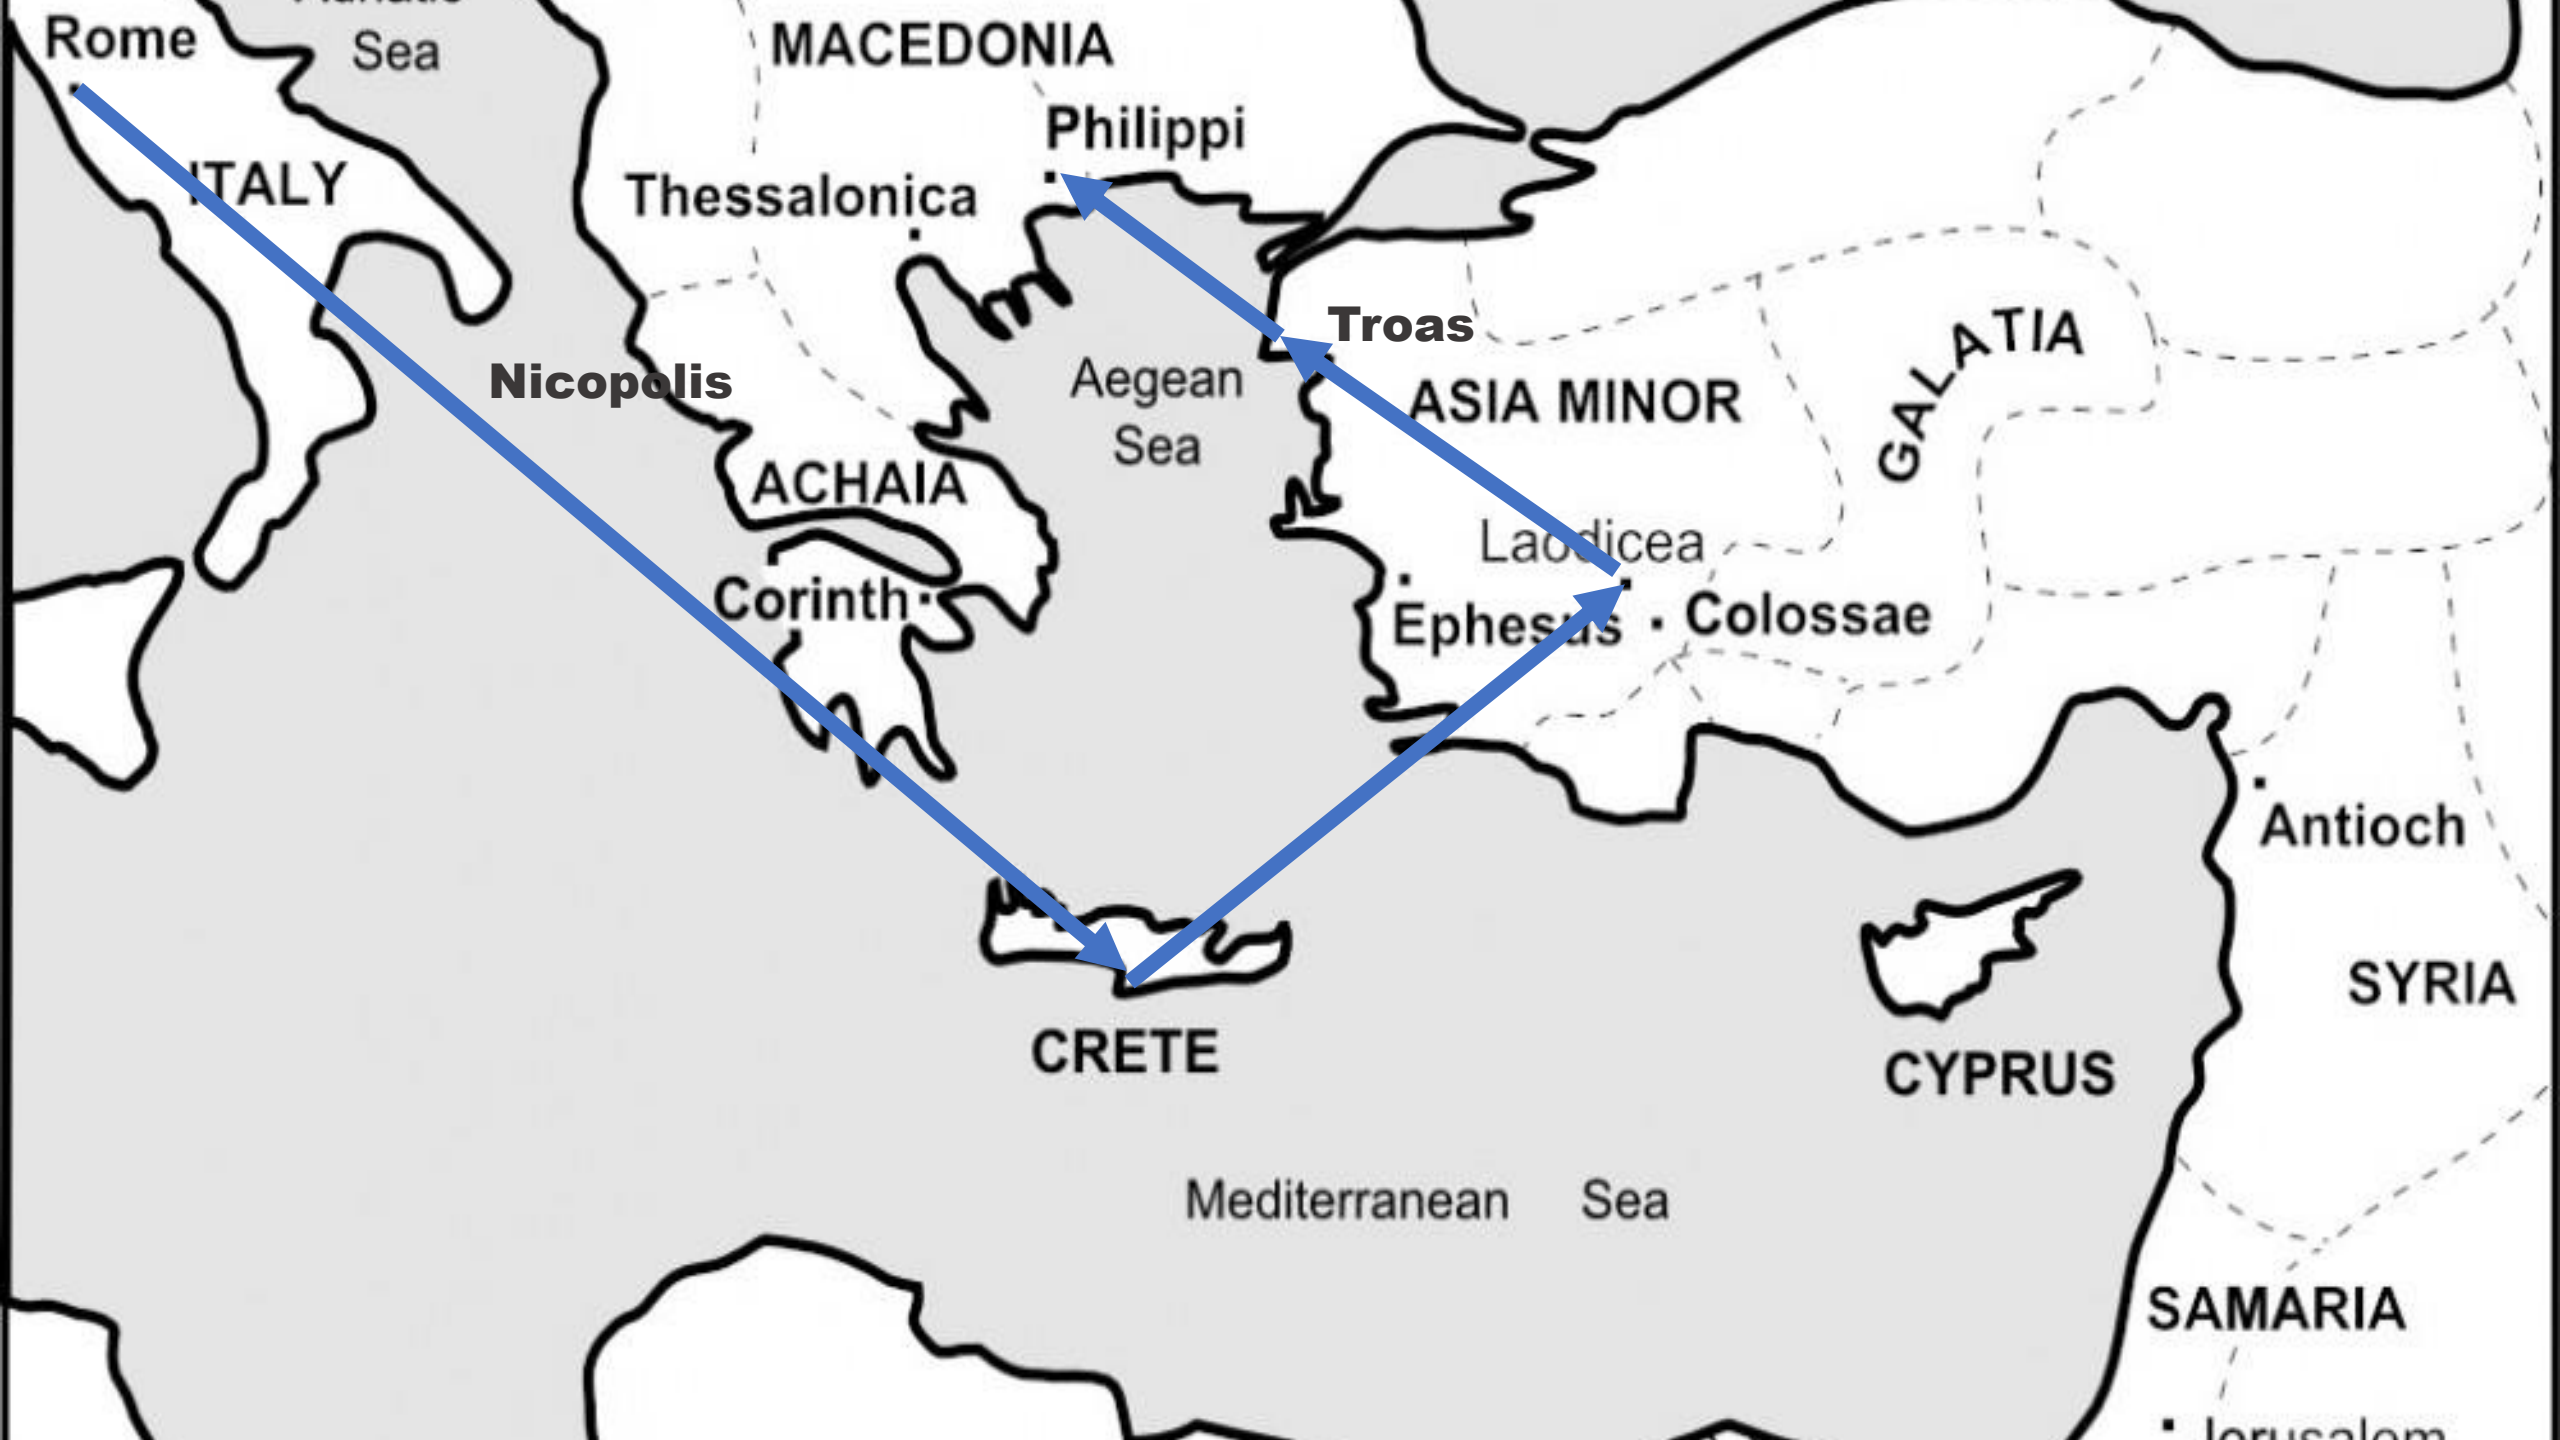 Rome
Sea
MACEDONIA
Philippi
ITALY
Thessalonica
Troas
GALATIA
Nicopolis
Aegean
Sea
ASIA MINOR
ACHAIA
Laodicea
Corinth
Ephesus
Colossae
Antioch
SYRIA
CRETE
CYPRUS
Mediterranean Sea
SAMARIA